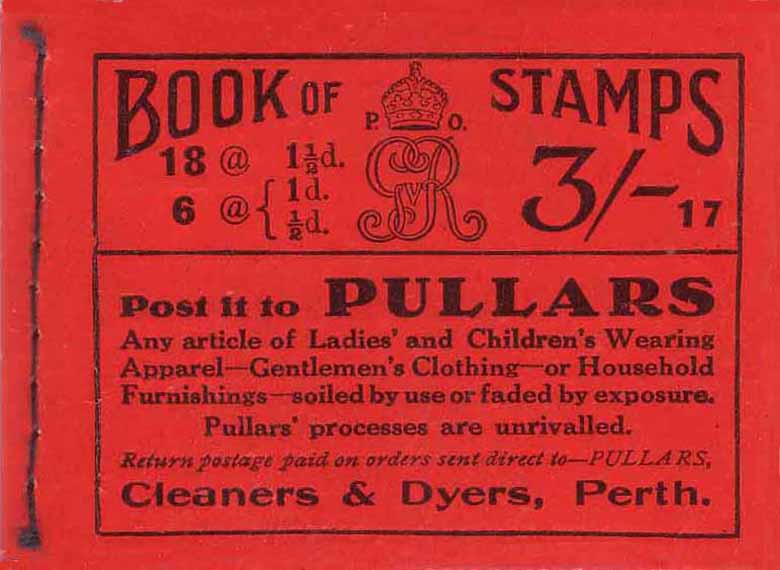 BOOK OF STAMPS
P. O.
18 @ 1½d.
6 @ { 1d.
½d.
GVR
3/- 17
Post it to PULLARS
Any article of Ladies' and Children's Wearing
Apparel—Gentlemen's Clothing—or Household
Furnishings—soiled by use or faded by exposure.
Pullars' processes are unrivalled.
Return postage paid on orders sent direct to—PULLARS,
Cleaners & Dyers, Perth.